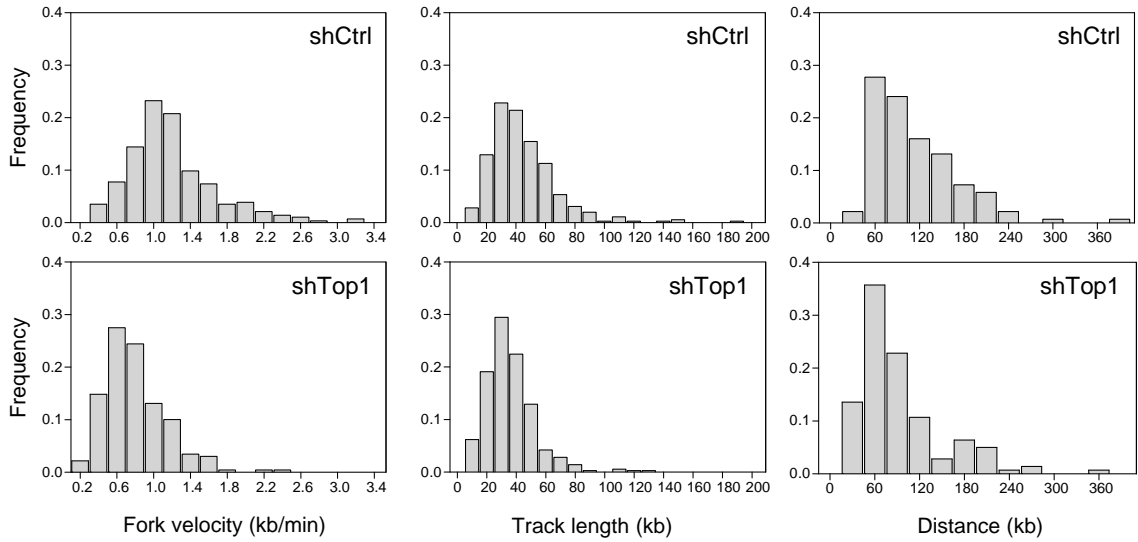 0.4 0.3 0.2 0.1 0.0
Frequency
shCtrl
0.2 0.6 1.0 1.4 1.8 2.2 2.6 3.0 3.4
0.4 0.3 0.2 0.1 0.0
shCtrl
0 20 40 60 80 100 120 140 160 180 200
0.4 0.3 0.2 0.1 0.0
shCtrl
0 60 120 180 240 300 360
0.4 0.3 0.2 0.1 0.0
Frequency
shTop1
0.2 0.6 1.0 1.4 1.8 2.2 2.6 3.0 3.4
Fork velocity (kb/min)
0.4 0.3 0.2 0.1 0.0
shTop1
0 20 40 60 80 100 120 140 160 180 200
Track length (kb)
0.4 0.3 0.2 0.1 0.0
shTop1
0 60 120 180 240 300 360
Distance (kb)